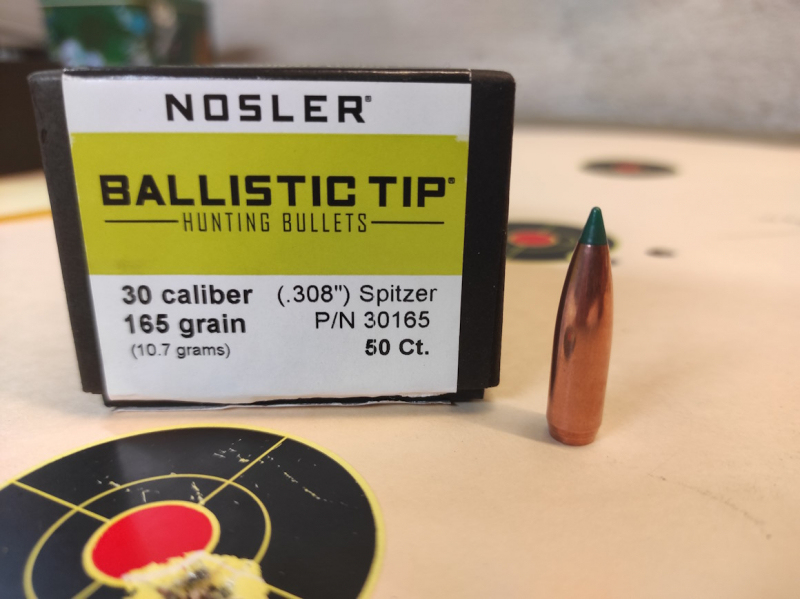 NOSLER®
BALLISTIC TIP®
HUNTING BULLETS
30 caliber (.308") Spitzer
165 grain P/N 30165
(10.7 grams) 50 Ct.